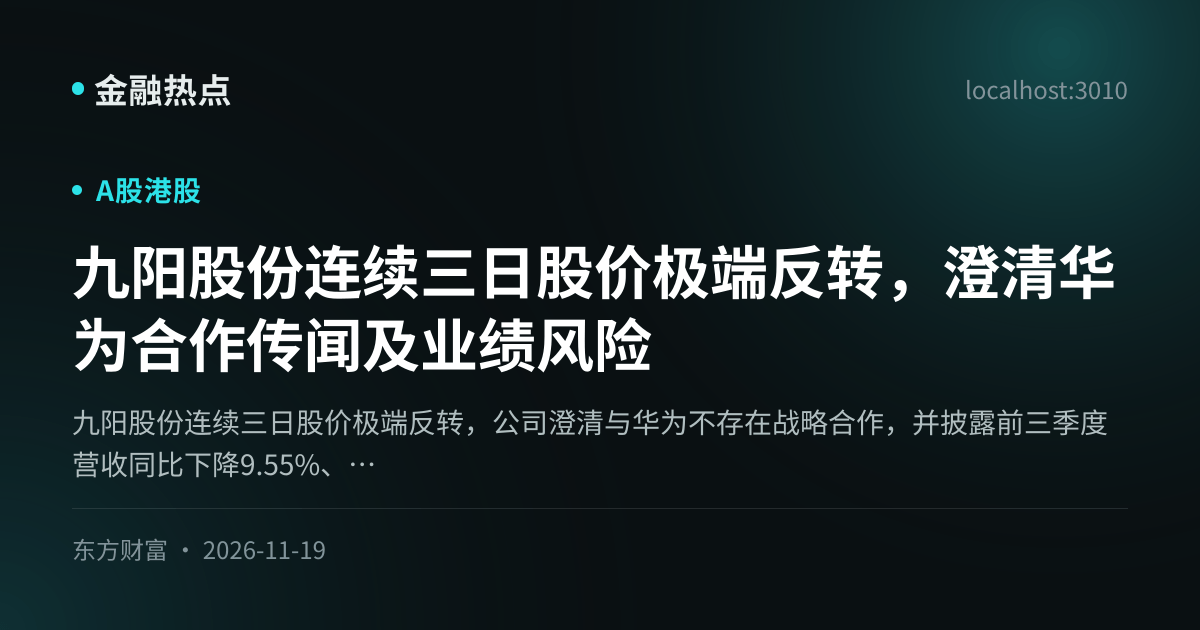 金融热点
localhost:3010
A股港股
九阳股份连续三日股价极端反转，澄清华
为合作传闻及业绩风险
九阳股份连续三日股价极端反转，公司澄清与华为不存在战略合作，并披露前三季度
营收同比下降9.55%、…
东方财富 • 2026-11-19